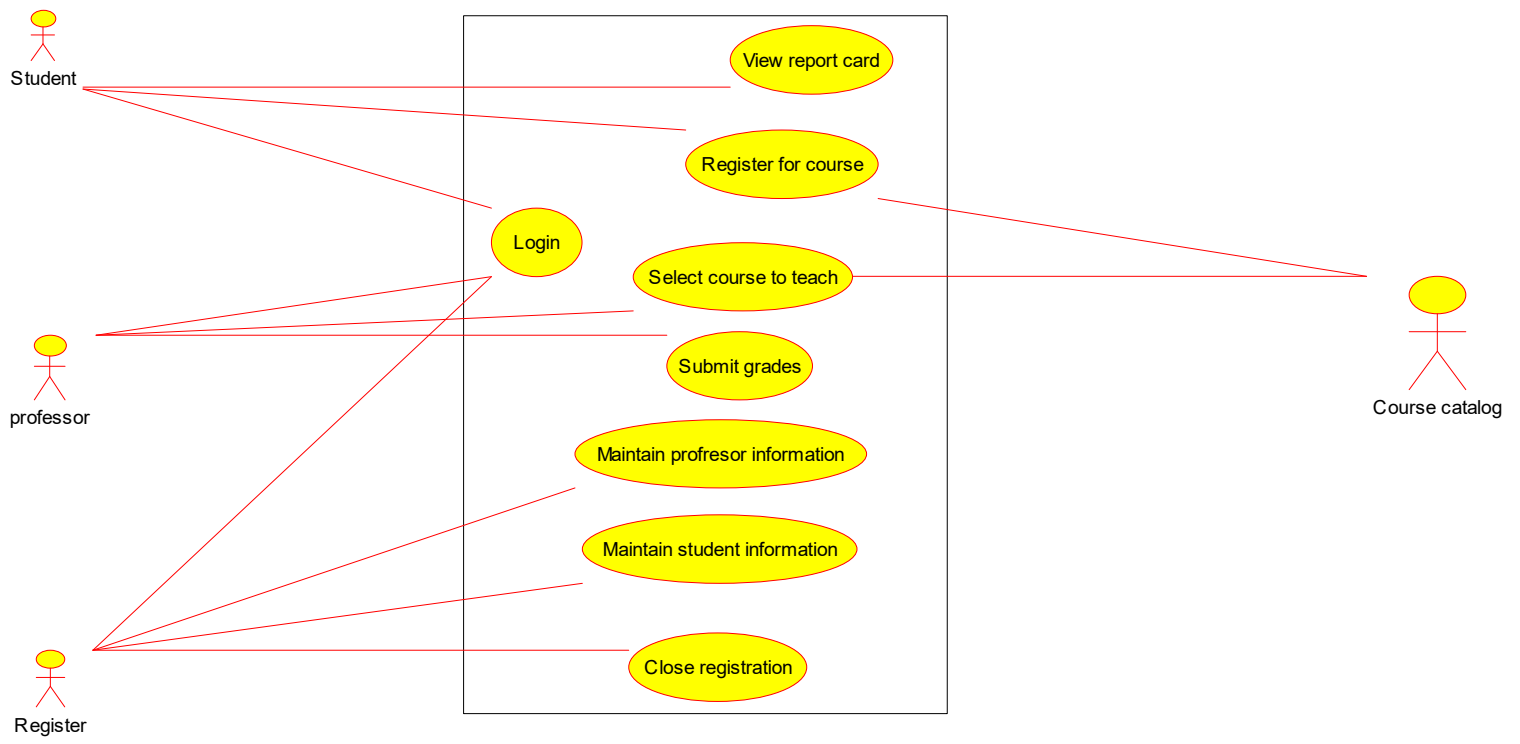 Student
View report card
Register for course
Login
Select course to teach
Submit grades
professor
Course catalog
Maintain profresor information
Maintain student information
Close registration
Register